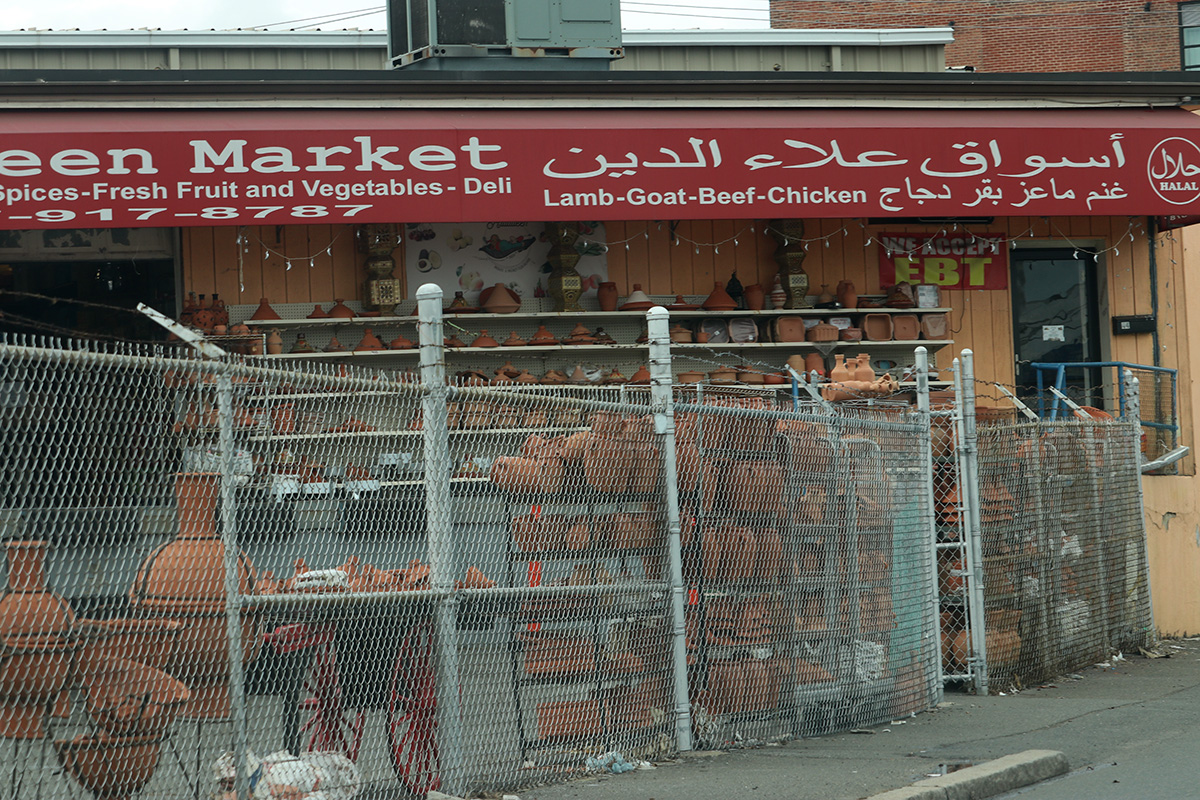 een Market
Spices-Fresh Fruit and Vegetables- Deli
-917-8787
أسواق علاء الدين
Lamb-Goat-Beef-Chicken غنم ماعز بقر دجاج
حلال
HALAL
WE ACCEPT
EBT